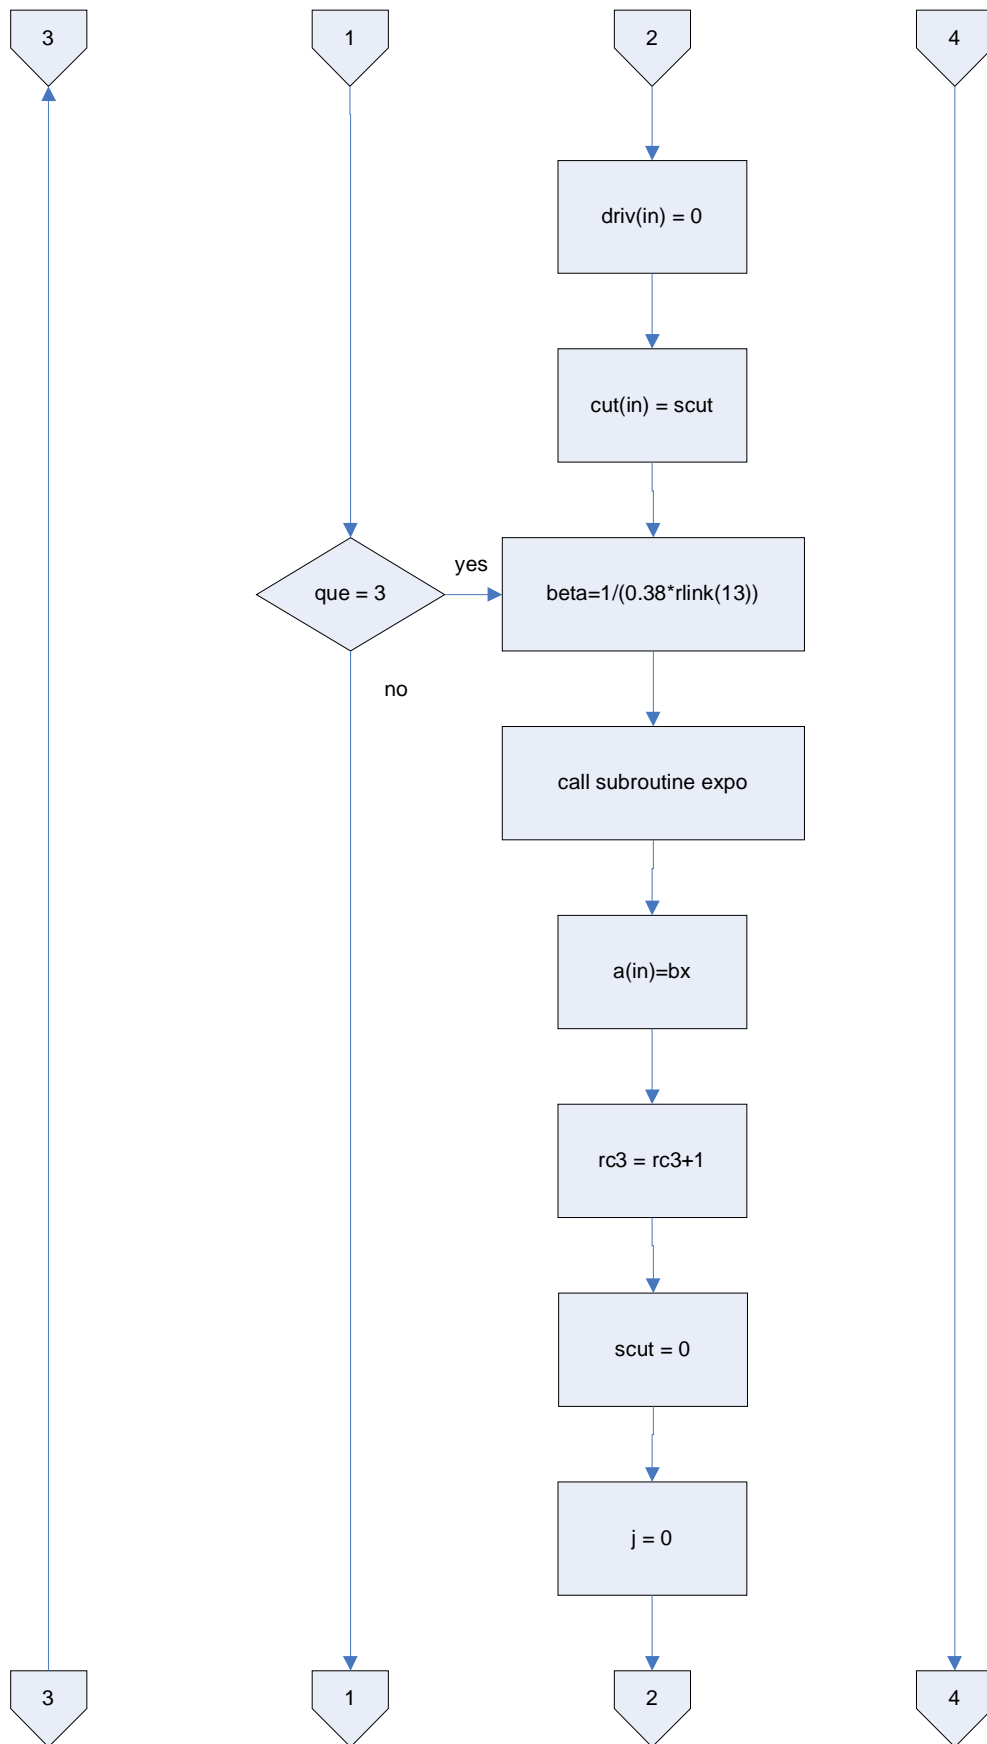 3
1
2
4
driv(in) = 0
cut(in) = scut
que = 3
yes
beta=1/(0.38*rlink(13))
no
call subroutine expo
a(in)=bx
rc3 = rc3+1
scut = 0
j = 0
3
1
2
4